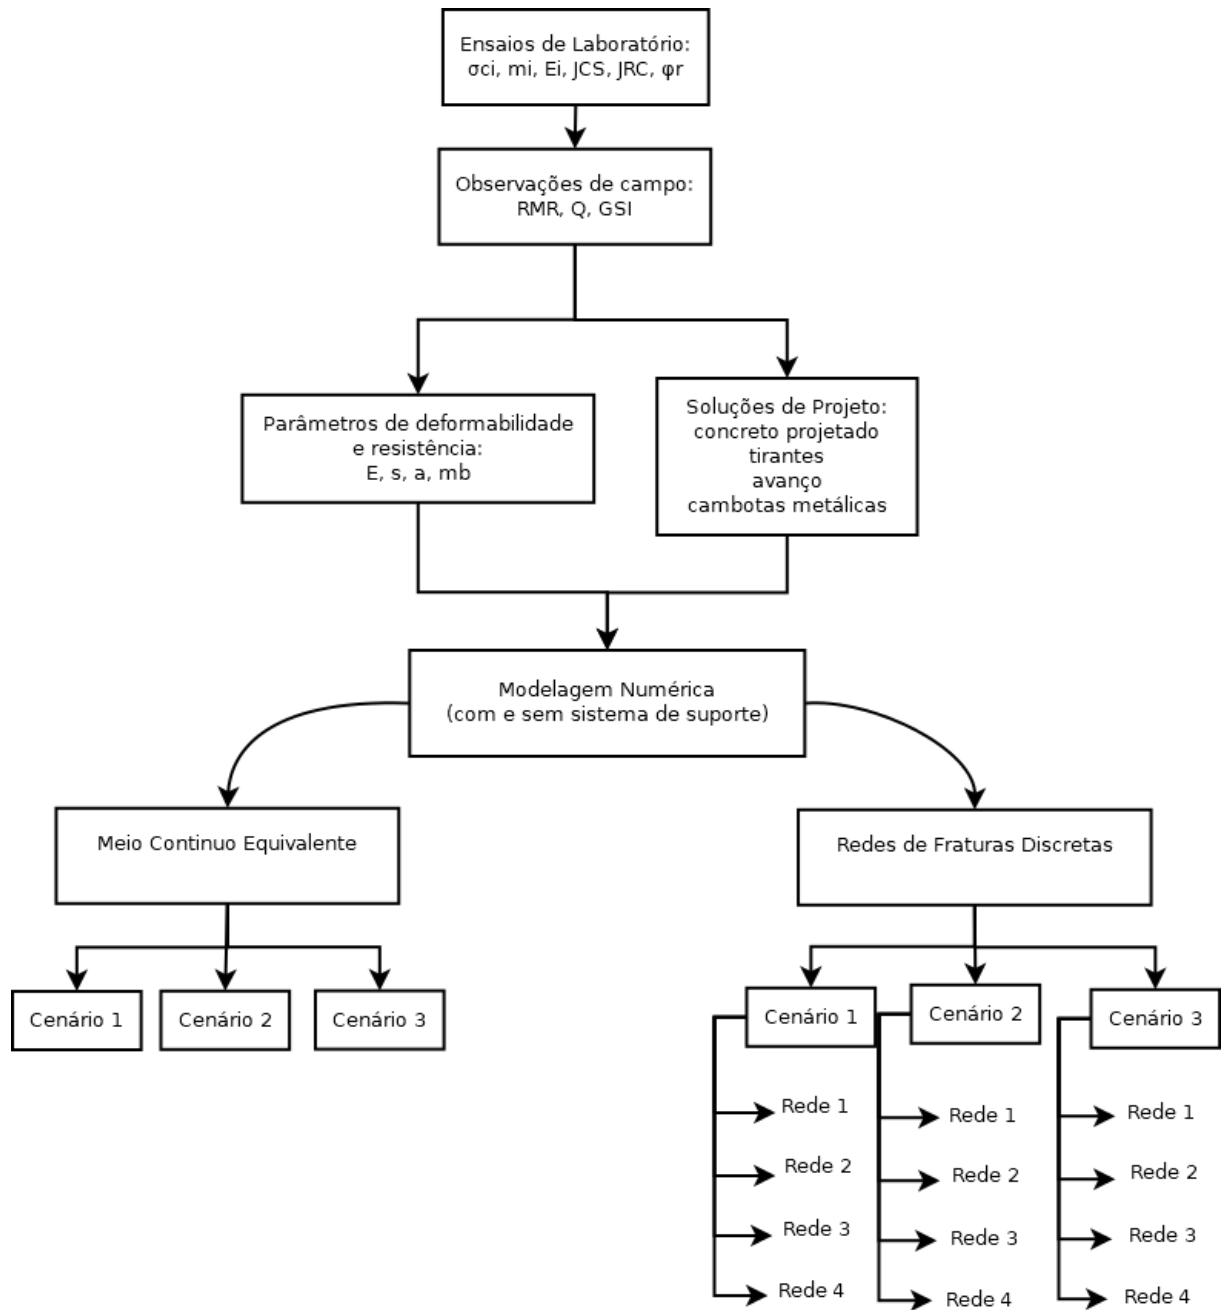 Ensaios de Laboratório:
σci, mi, Ei, JCS, JRC, φr
Observações de campo:
RMR, Q, GSI
Parâmetros de deformabilidade
e resistência:
E, s, a, mb
Soluções de Projeto:
concreto projetado
tirantes
avanço
cambotas metálicas
Modelagem Numérica
(com e sem sistema de suporte)
Meio Continuo Equivalente
Cenário 1
Cenário 2
Cenário 3
Redes de Fraturas Discretas
Cenário 1
Rede 1
Rede 2
Rede 3
Rede 4
Cenário 2
Rede 1
Rede 2
Rede 3
Rede 4
Cenário 3
Rede 1
Rede 2
Rede 3
Rede 4